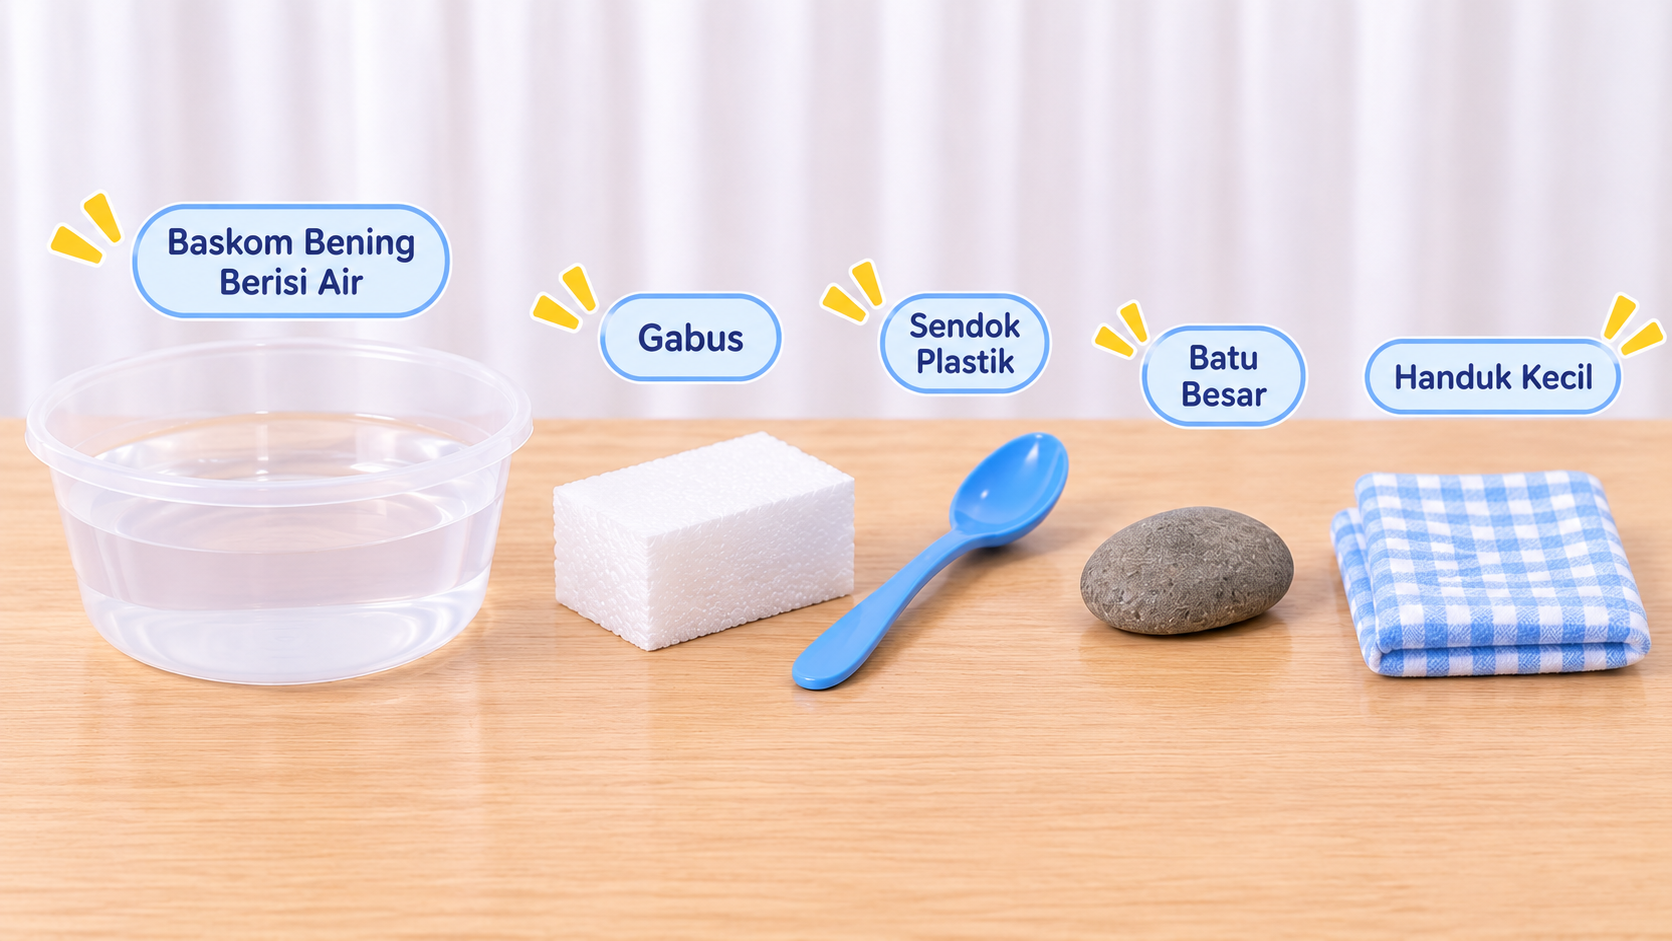 Baskom Bening
Berisi Air
Gabus
Sendok
Plastik
Batu
Besar
Handuk Kecil